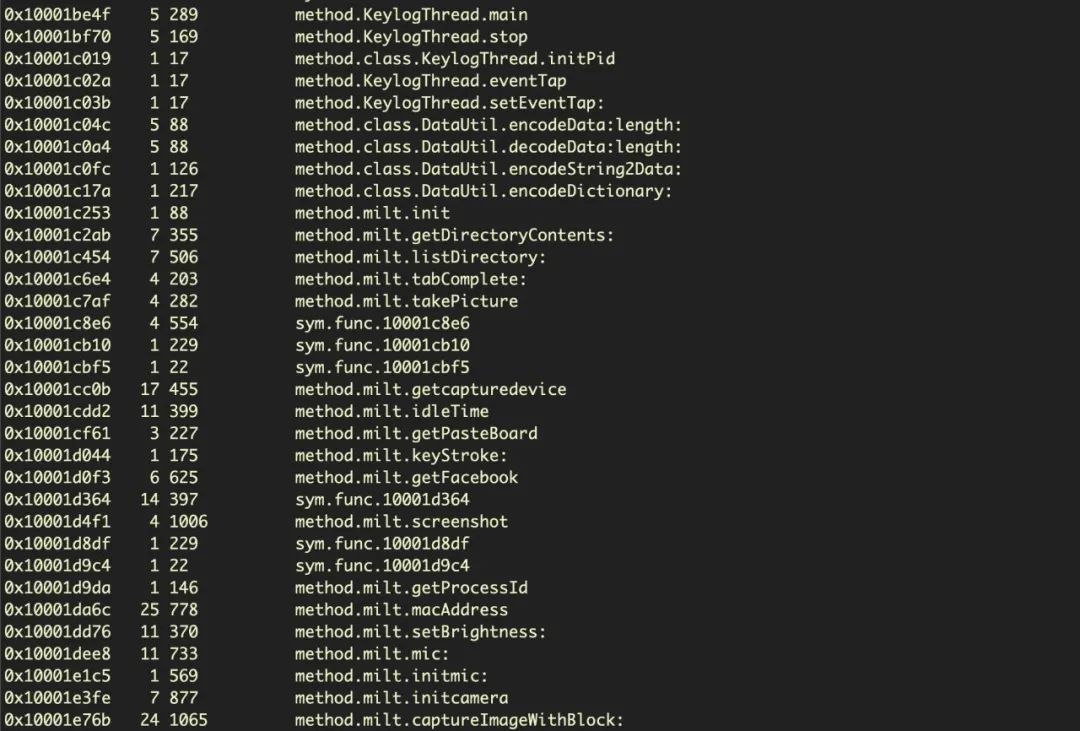 0x10001be4f 5 289 method.KeylogThread.main
0x10001bf70 5 169 method.KeylogThread.stop
0x10001c019 1 17 method.class.KeylogThread.initPid
0x10001c02a 1 17 method.KeylogThread.eventTap
0x10001c03b 1 17 method.KeylogThread.setEventTap:
0x10001c04c 5 88 method.class.DataUtil.encodeData:length:
0x10001c0a4 5 88 method.class.DataUtil.decodeData:length:
0x10001c0fc 1 126 method.class.DataUtil.encodeString2Data:
0x10001c17a 1 217 method.class.DataUtil.encodeDictionary:
0x10001c253 1 88 method.milt.init
0x10001c2ab 7 355 method.milt.getDirectoryContents:
0x10001c454 7 506 method.milt.listDirectory:
0x10001c6e4 4 203 method.milt.tabComplete:
0x10001c7af 4 282 method.milt.takePicture
0x10001c8e6 4 554 sym.func.10001c8e6
0x10001cb10 1 229 sym.func.10001cb10
0x10001cbf5 1 22 sym.func.10001cbf5
0x10001cc0b 17 455 method.milt.getcapturedevice
0x10001cdd2 11 399 method.milt.idleTime
0x10001cf61 3 227 method.milt.getPasteBoard
0x10001d044 1 175 method.milt.keyStroke:
0x10001d0f3 6 625 method.milt.getFacebook
0x10001d364 14 397 sym.func.10001d364
0x10001d4f1 4 1006 method.milt.screenshot
0x10001d8df 1 229 sym.func.10001d8df
0x10001d9c4 1 22 sym.func.10001d9c4
0x10001d9da 1 146 method.milt.getProcessId
0x10001da6c 25 778 method.milt.macAddress
0x10001dd76 11 370 method.milt.setBrightness:
0x10001dee8 11 733 method.milt.mic:
0x10001e1c5 1 569 method.milt.initmic:
0x10001e3fe 7 877 method.milt.initcamera
0x10001e76b 24 1065 method.milt.captureImageWithBlock: